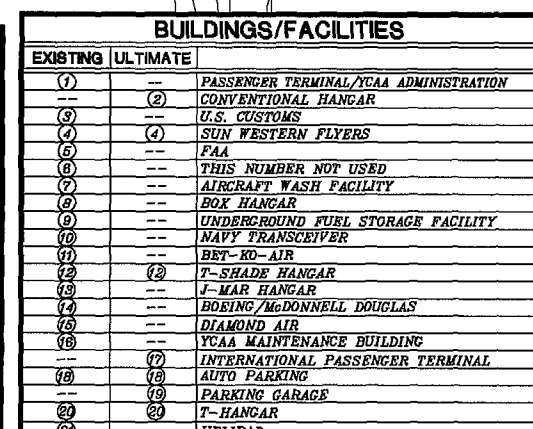 BUILDINGS/FACILITIES
EXISTING ULTIMATE
1 -- PASSENGER TERMINAL/YCAA ADMINISTRATION
-- 2 CONVENTIONAL HANGAR
3 -- U.S. CUSTOMS
4 4 SUN WESTERN FLYERS
5 -- FAA
6 -- THIS NUMBER NOT USED
7 -- AIRCRAFT WASH FACILITY
8 -- BOX HANGAR
9 -- UNDERGROUND FUEL STORAGE FACILITY
10 -- NAVY TRANSCEIVER
11 -- BET-KO-AIR
12 12 T-SHADE HANGAR
13 -- J-MAR HANGAR
14 -- BOEING/McDONNELL DOUGLAS
15 -- DIAMOND AIR
16 -- YCAA MAINTENANCE BUILDING
-- 17 INTERNATIONAL PASSENGER TERMINAL
18 18 AUTO PARKING
-- 19 PARKING GARAGE
20 20 T-HANGAR